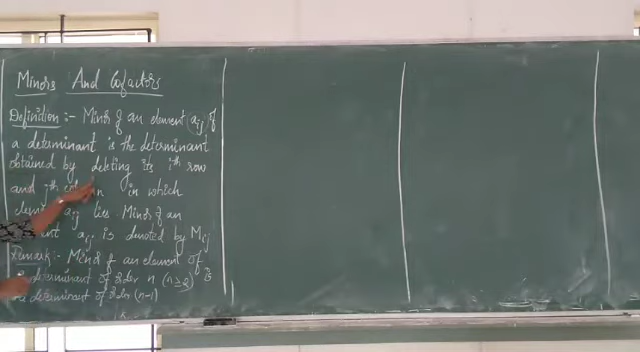 Minors And Cofactors
Definition :- Minor of an element aij of
a determinant is the determinant
obtained by deleting its ith row
and jth in which
aij lies. Minor of an
aij is denoted by Mij
Remark :- Minor of an element of
determinant of order n (n≥2) is
a determinant of order (n-1)